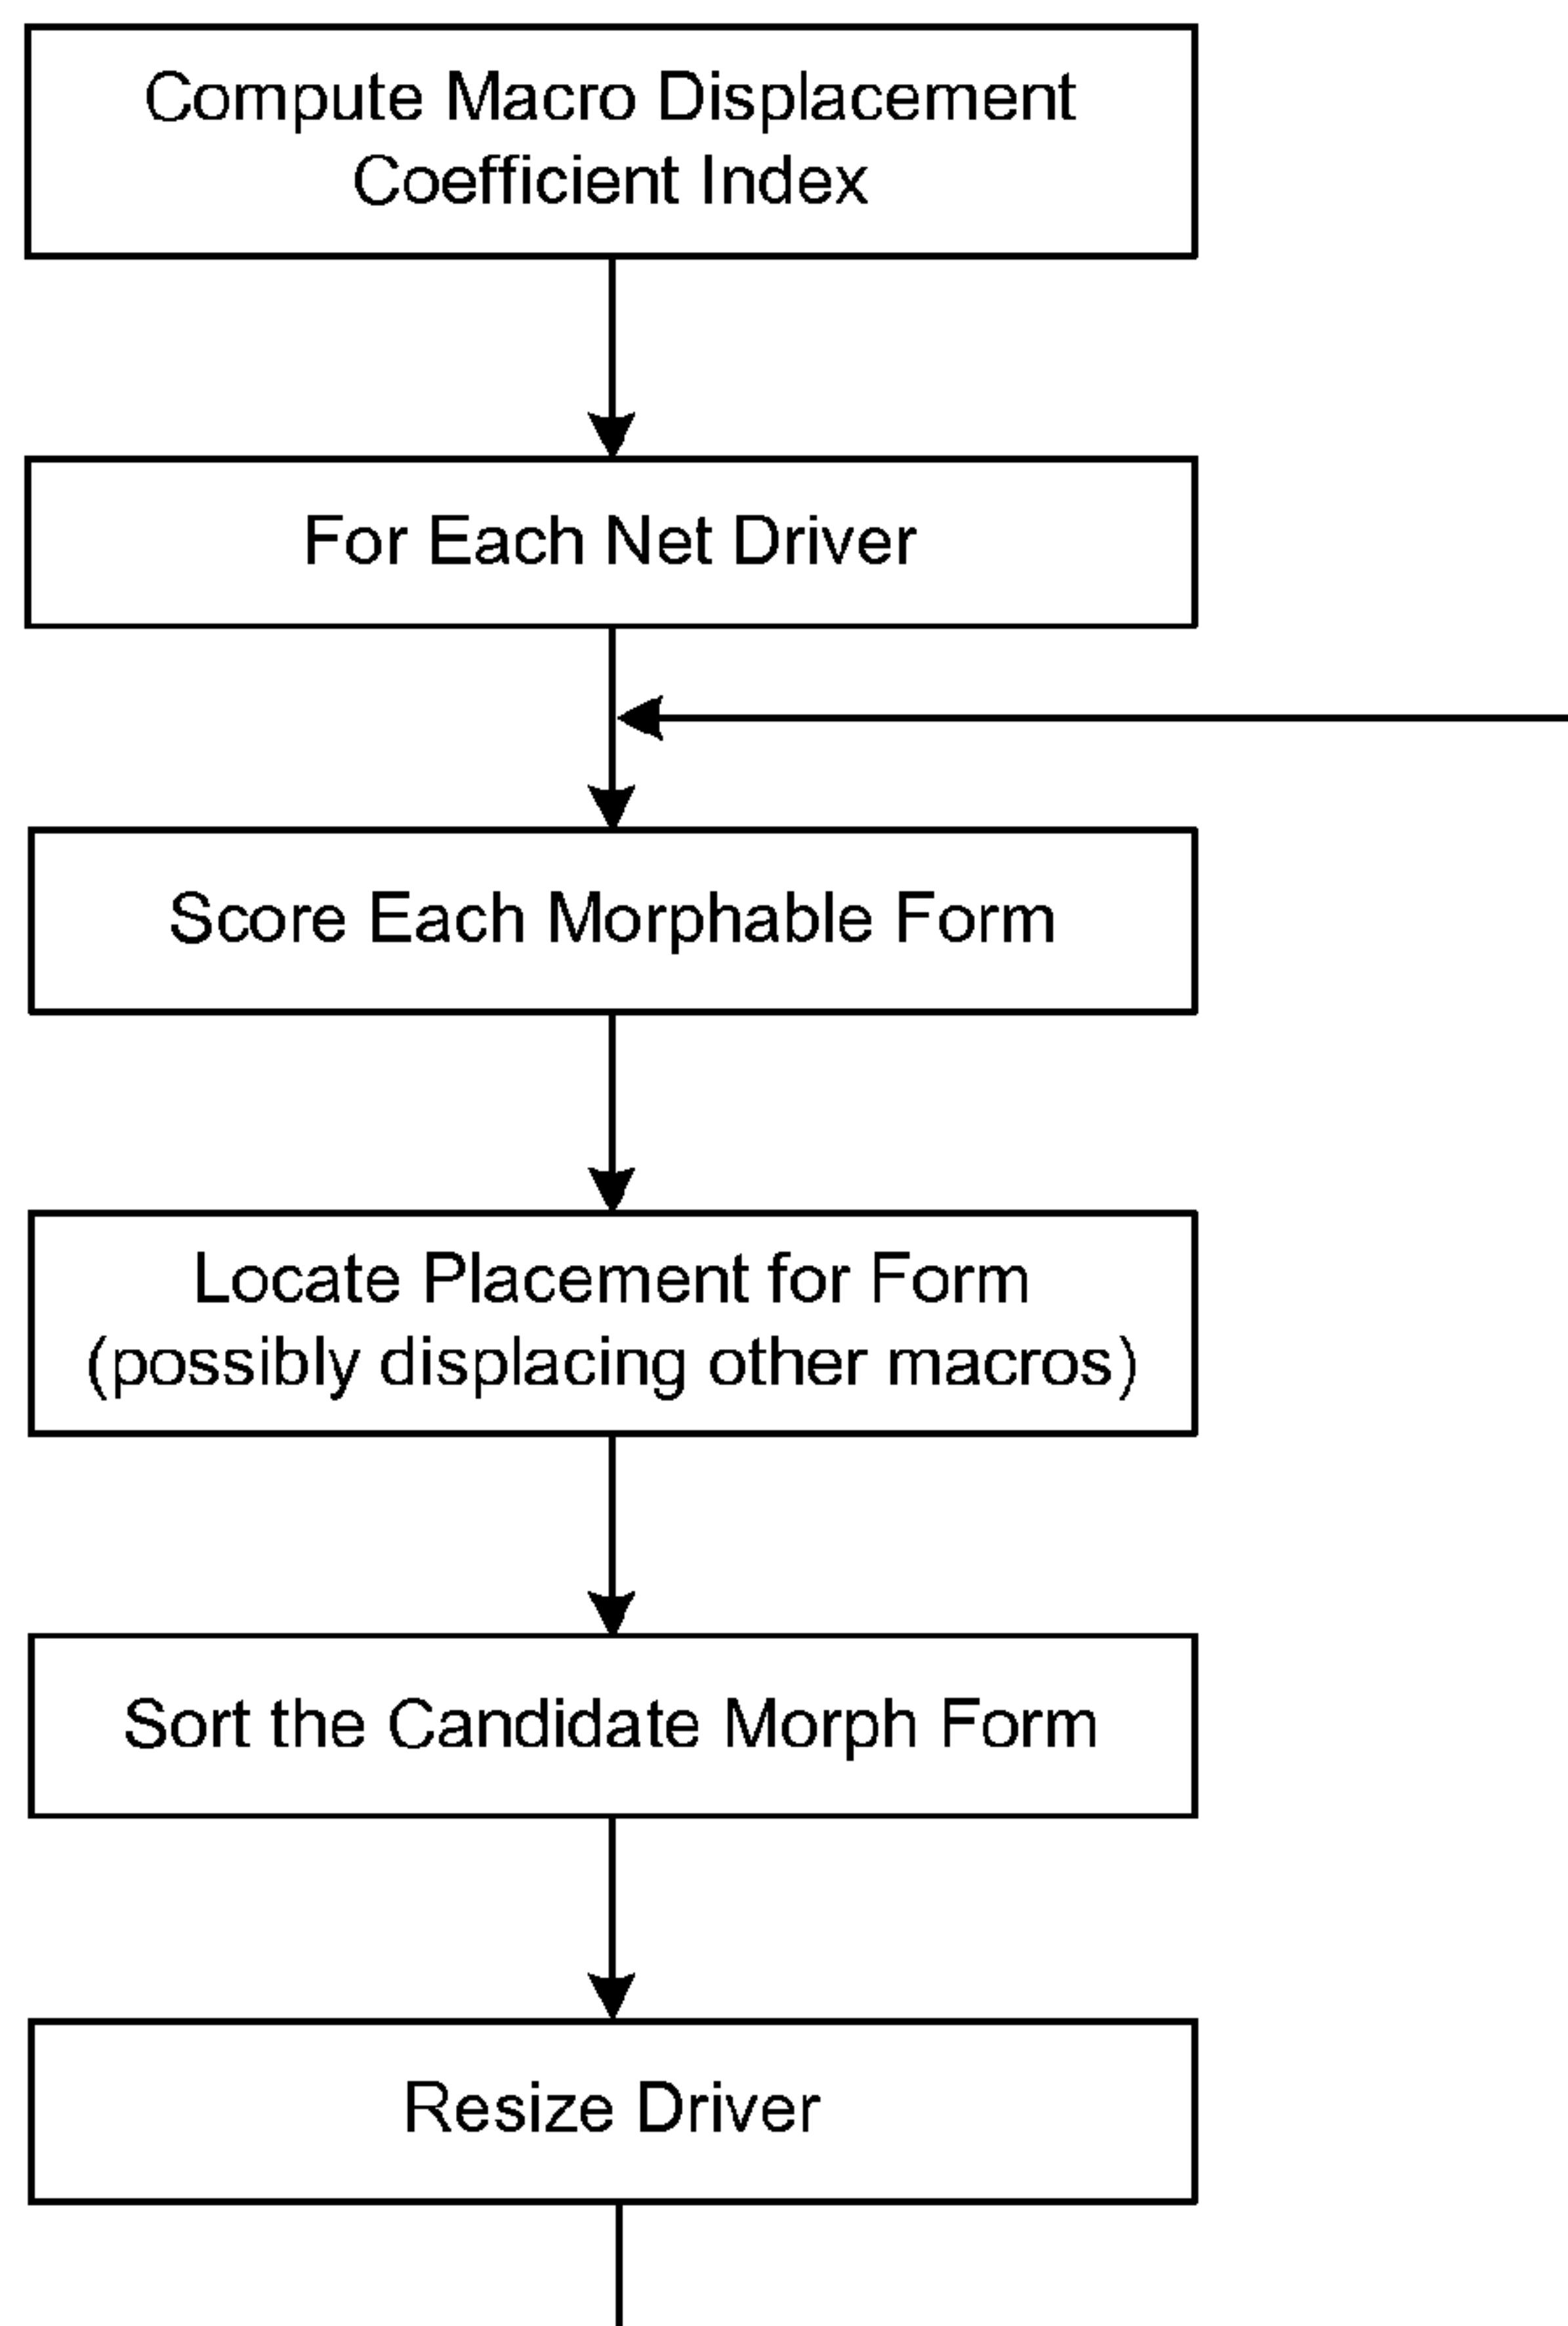 Compute Macro Displacement
Coefficient Index
For Each Net Driver
Score Each Morphable Form
Locate Placement for Form
(possibly displacing other macros)
Sort the Candidate Morph Form
Resize Driver